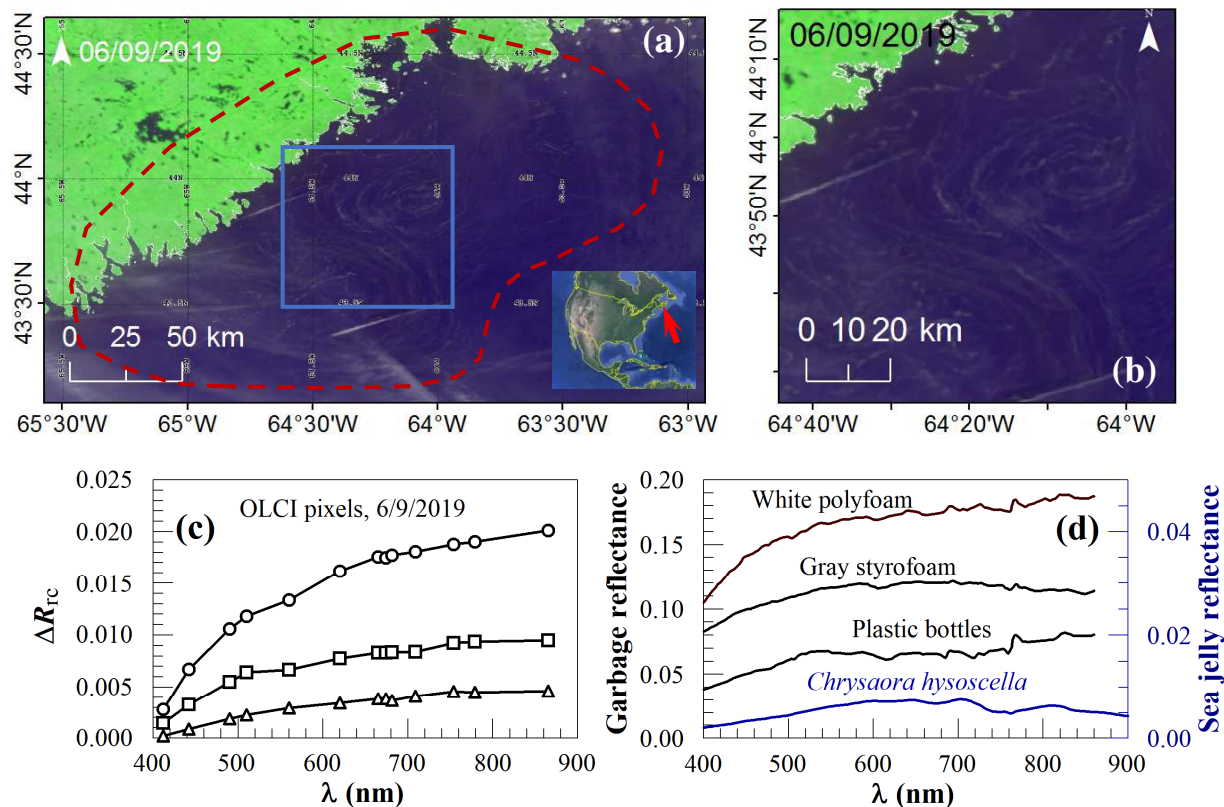 06/09/2019
(a)
44°30'N
44°N
43°30'N
65°30'W
65°W
64°30'W
64°W
63°30'W
63°W
0 25 50 km
44N
65W
06/09/2019
(b)
N
44°10'N
44°N
43°50'N
64°40'W
64°20'W
64°W
0 10 20 km
(c)
OLCI pixels, 6/9/2019
ΔRrc
0.025
0.020
0.015
0.010
0.005
0.000
400 500 600 700 800 900
λ (nm)
(d)
Garbage reflectance
0.20
0.15
0.10
0.05
0.00
White polyfoam
Gray styrofoam
Plastic bottles
Chrysaora hysoscella
Sea jelly reflectance
0.04
0.02
0.00
400 500 600 700 800 900
λ (nm)